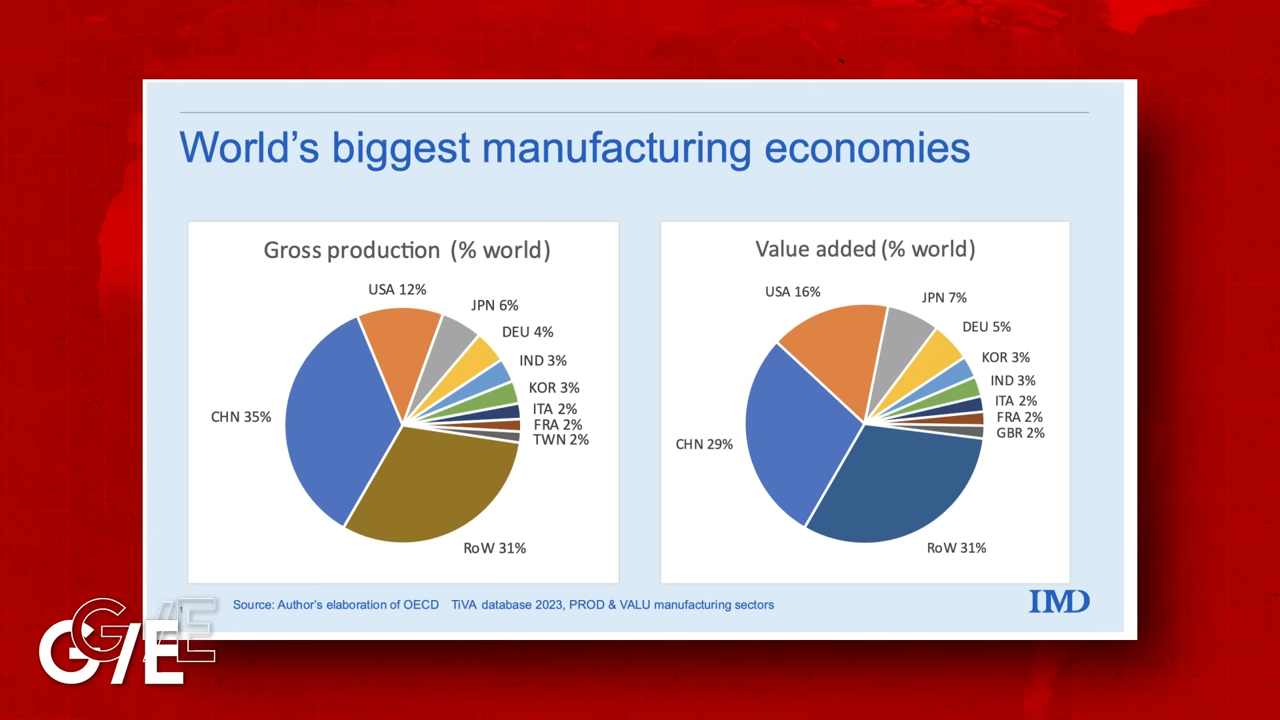 World's biggest manufacturing economies
Gross production (% world)
USA 12%
JPN 6%
DEU 4%
IND 3%
KOR 3%
ITA 2%
FRA 2%
TWN 2%
CHN 35%
RoW 31%
Value added (% world)
USA 16%
JPN 7%
DEU 5%
KOR 3%
IND 3%
ITA 2%
FRA 2%
GBR 2%
CHN 29%
RoW 31%
Source: Author's elaboration of OECD TiVA database 2023, PROD & VALU manufacturing sectors
IMD
G/E
G/E